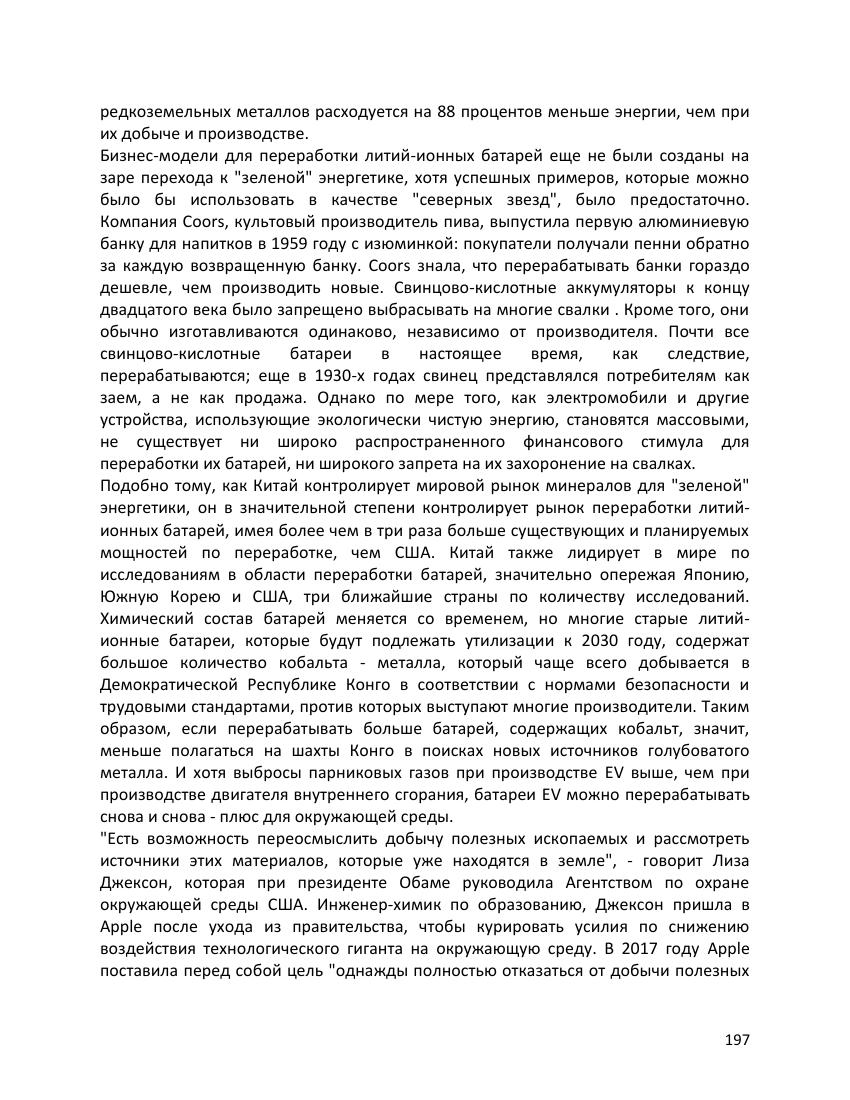 редкоземельных металлов расходуется на 88 процентов меньше энергии, чем при
их добыче и производстве.
Бизнес-модели для переработки литий-ионных батарей еще не были созданы на
заре перехода к "зеленой" энергетике, хотя успешных примеров, которые можно
было бы использовать в качестве "северных звезд", было предостаточно.
Компания Coors, культовый производитель пива, выпустила первую алюминиевую
банку для напитков в 1959 году с изюминкой: покупатели получали пенни обратно
за каждую возвращенную банку. Coors знала, что перерабатывать банки гораздо
дешевле, чем производить новые. Свинцово-кислотные аккумуляторы к концу
двадцатого века было запрещено выбрасывать на многие свалки . Кроме того, они
обычно изготавливаются одинаково, независимо от производителя. Почти все
свинцово-кислотные батареи в настоящее время, как следствие,
перерабатываются; еще в 1930-х годах свинец представлялся потребителям как
заем, а не как продажа. Однако по мере того, как электромобили и другие
устройства, использующие экологически чистую энергию, становятся массовыми,
не существует ни широко распространенного финансового стимула для
переработки их батарей, ни широкого запрета на их захоронение на свалках.
Подобно тому, как Китай контролирует мировой рынок минералов для "зеленой"
энергетики, он в значительной степени контролирует рынок переработки литий-
ионных батарей, имея более чем в три раза больше существующих и планируемых
мощностей по переработке, чем США. Китай также лидирует в мире по
исследованиям в области переработки батарей, значительно опережая Японию,
Южную Корею и США, три ближайшие страны по количеству исследований.
Химический состав батарей меняется со временем, но многие старые литий-
ионные батареи, которые будут подлежать утилизации к 2030 году, содержат
большое количество кобальта - металла, который чаще всего добывается в
Демократической Республике Конго в соответствии с нормами безопасности и
трудовыми стандартами, против которых выступают многие производители. Таким
образом, если перерабатывать больше батарей, содержащих кобальт, значит,
меньше полагаться на шахты Конго в поисках новых источников голубоватого
металла. И хотя выбросы парниковых газов при производстве EV выше, чем при
производстве двигателя внутреннего сгорания, батареи EV можно перерабатывать
снова и снова - плюс для окружающей среды.
"Есть возможность переосмыслить добычу полезных ископаемых и рассмотреть
источники этих материалов, которые уже находятся в земле", - говорит Лиза
Джексон, которая при президенте Обаме руководила Агентством по охране
окружающей среды США. Инженер-химик по образованию, Джексон пришла в
Apple после ухода из правительства, чтобы курировать усилия по снижению
воздействия технологического гиганта на окружающую среду. В 2017 году Apple
поставила перед собой цель "однажды полностью отказаться от добычи полезных
197